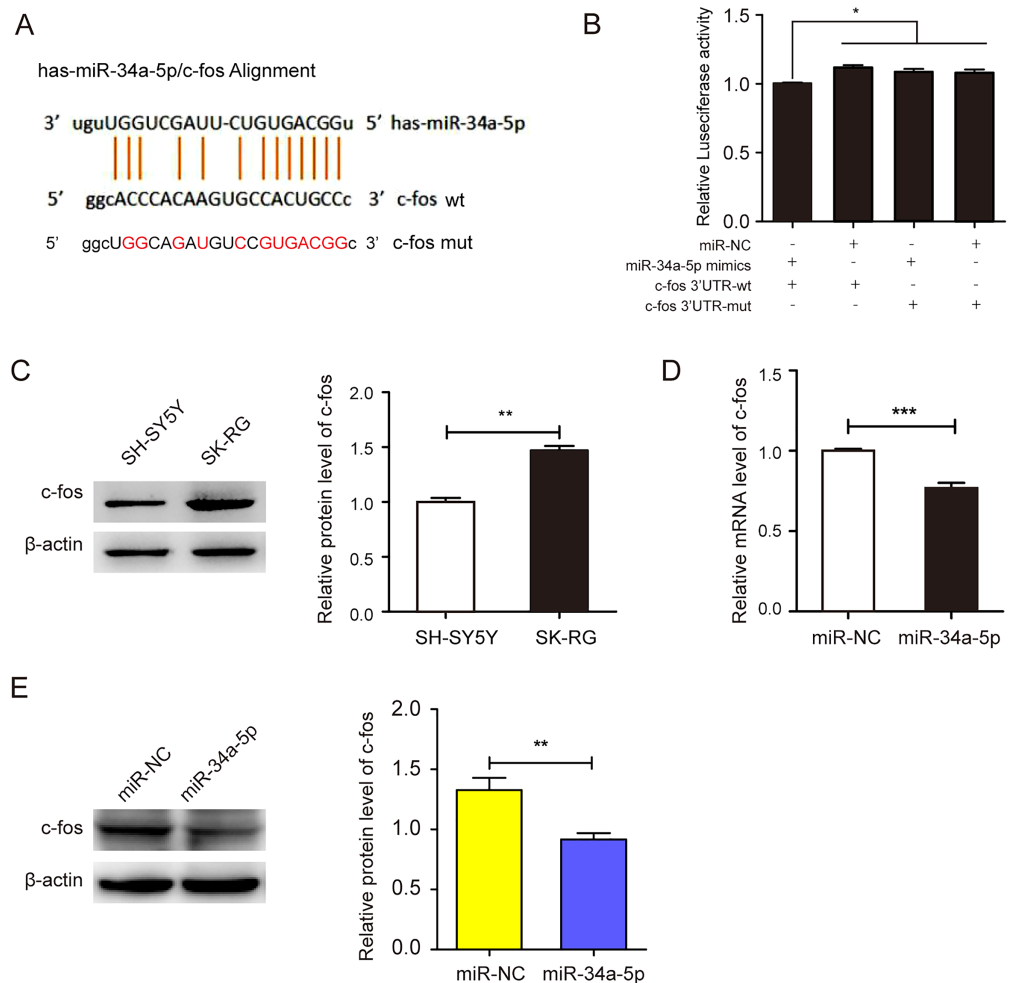 A
has-miR-34a-5p/c-fos Alignment
3’ uguUGGUCGAUU-CUGUGACGGu 5’ has-miR-34a-5p
5’ ggcACCCACAAGUGCCACUGCCc 3’ c-fos wt
5’ ggcUGGCAGAUGUCCGUGACGGc 3’ c-fos mut
B
Relative Luseciferase activity
1.5
1.0
0.5
0.0
*
miR-NC - + - +
miR-34a-5p mimics + - + -
c-fos 3’UTR-wt + + - -
c-fos 3’UTR-mut - - + +
C
SH-SY5Y
SK-RG
c-fos
β-actin
Relative protein level of c-fos
2.0
1.5
1.0
0.5
0.0
**
SH-SY5Y SK-RG
D
Relative mRNA level of c-fos
1.5
1.0
0.5
0.0
***
miR-NC miR-34a-5p
E
miR-NC
miR-34a-5p
c-fos
β-actin
Relative protein level of c-fos
2.0
1.5
1.0
0.5
0.0
**
miR-NC miR-34a-5p